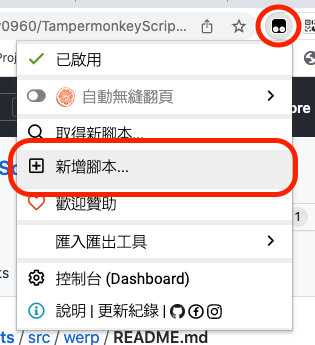 0960/TampermonkeyScrip...
已啟用
Proj
自動無縫翻頁
ore
取得新腳本...
新增腳本...
歡迎贊助
1
匯入匯出工具
ts
控制台 (Dashboard)
說明 | 更新紀錄 |
ts / src / werp / README.md